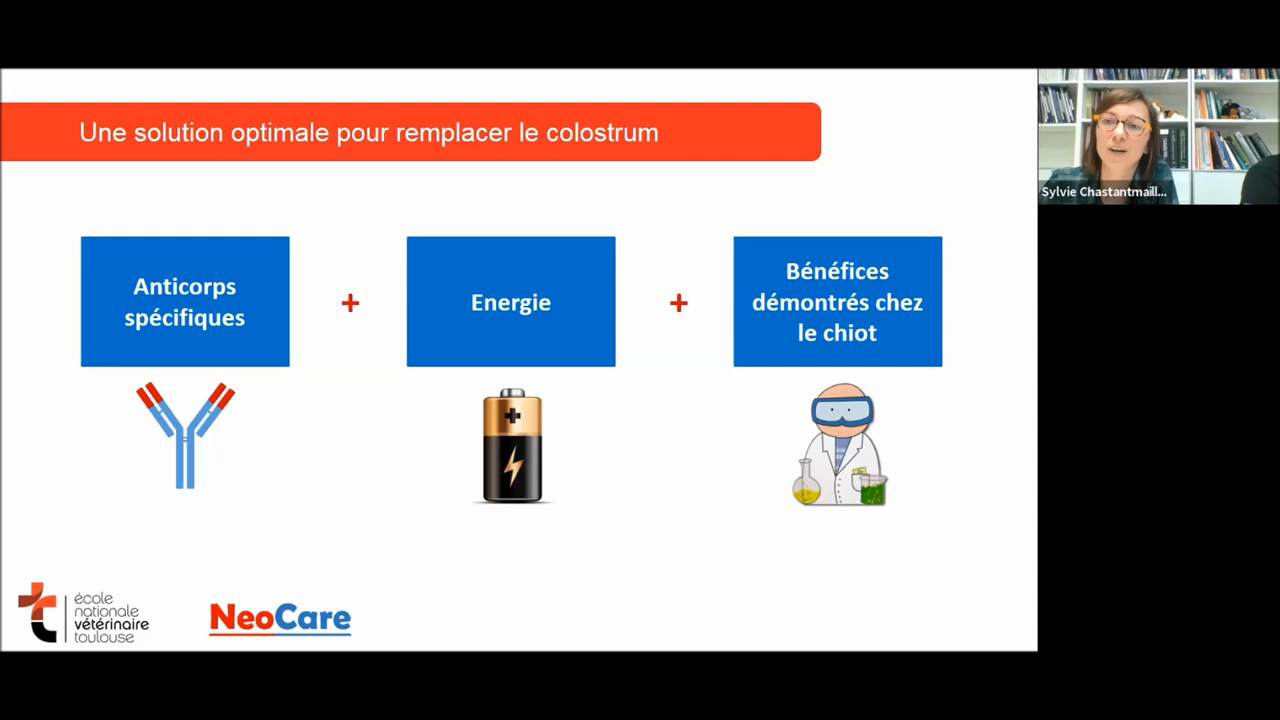 Une solution optimale pour remplacer le colostrum
Anticorps
spécifiques
+
Energie
+
Bénéfices
démontrés chez
le chiot
école
nationale
vétérinaire
toulouse
NeoCare
Sylvie Chastantmaill...